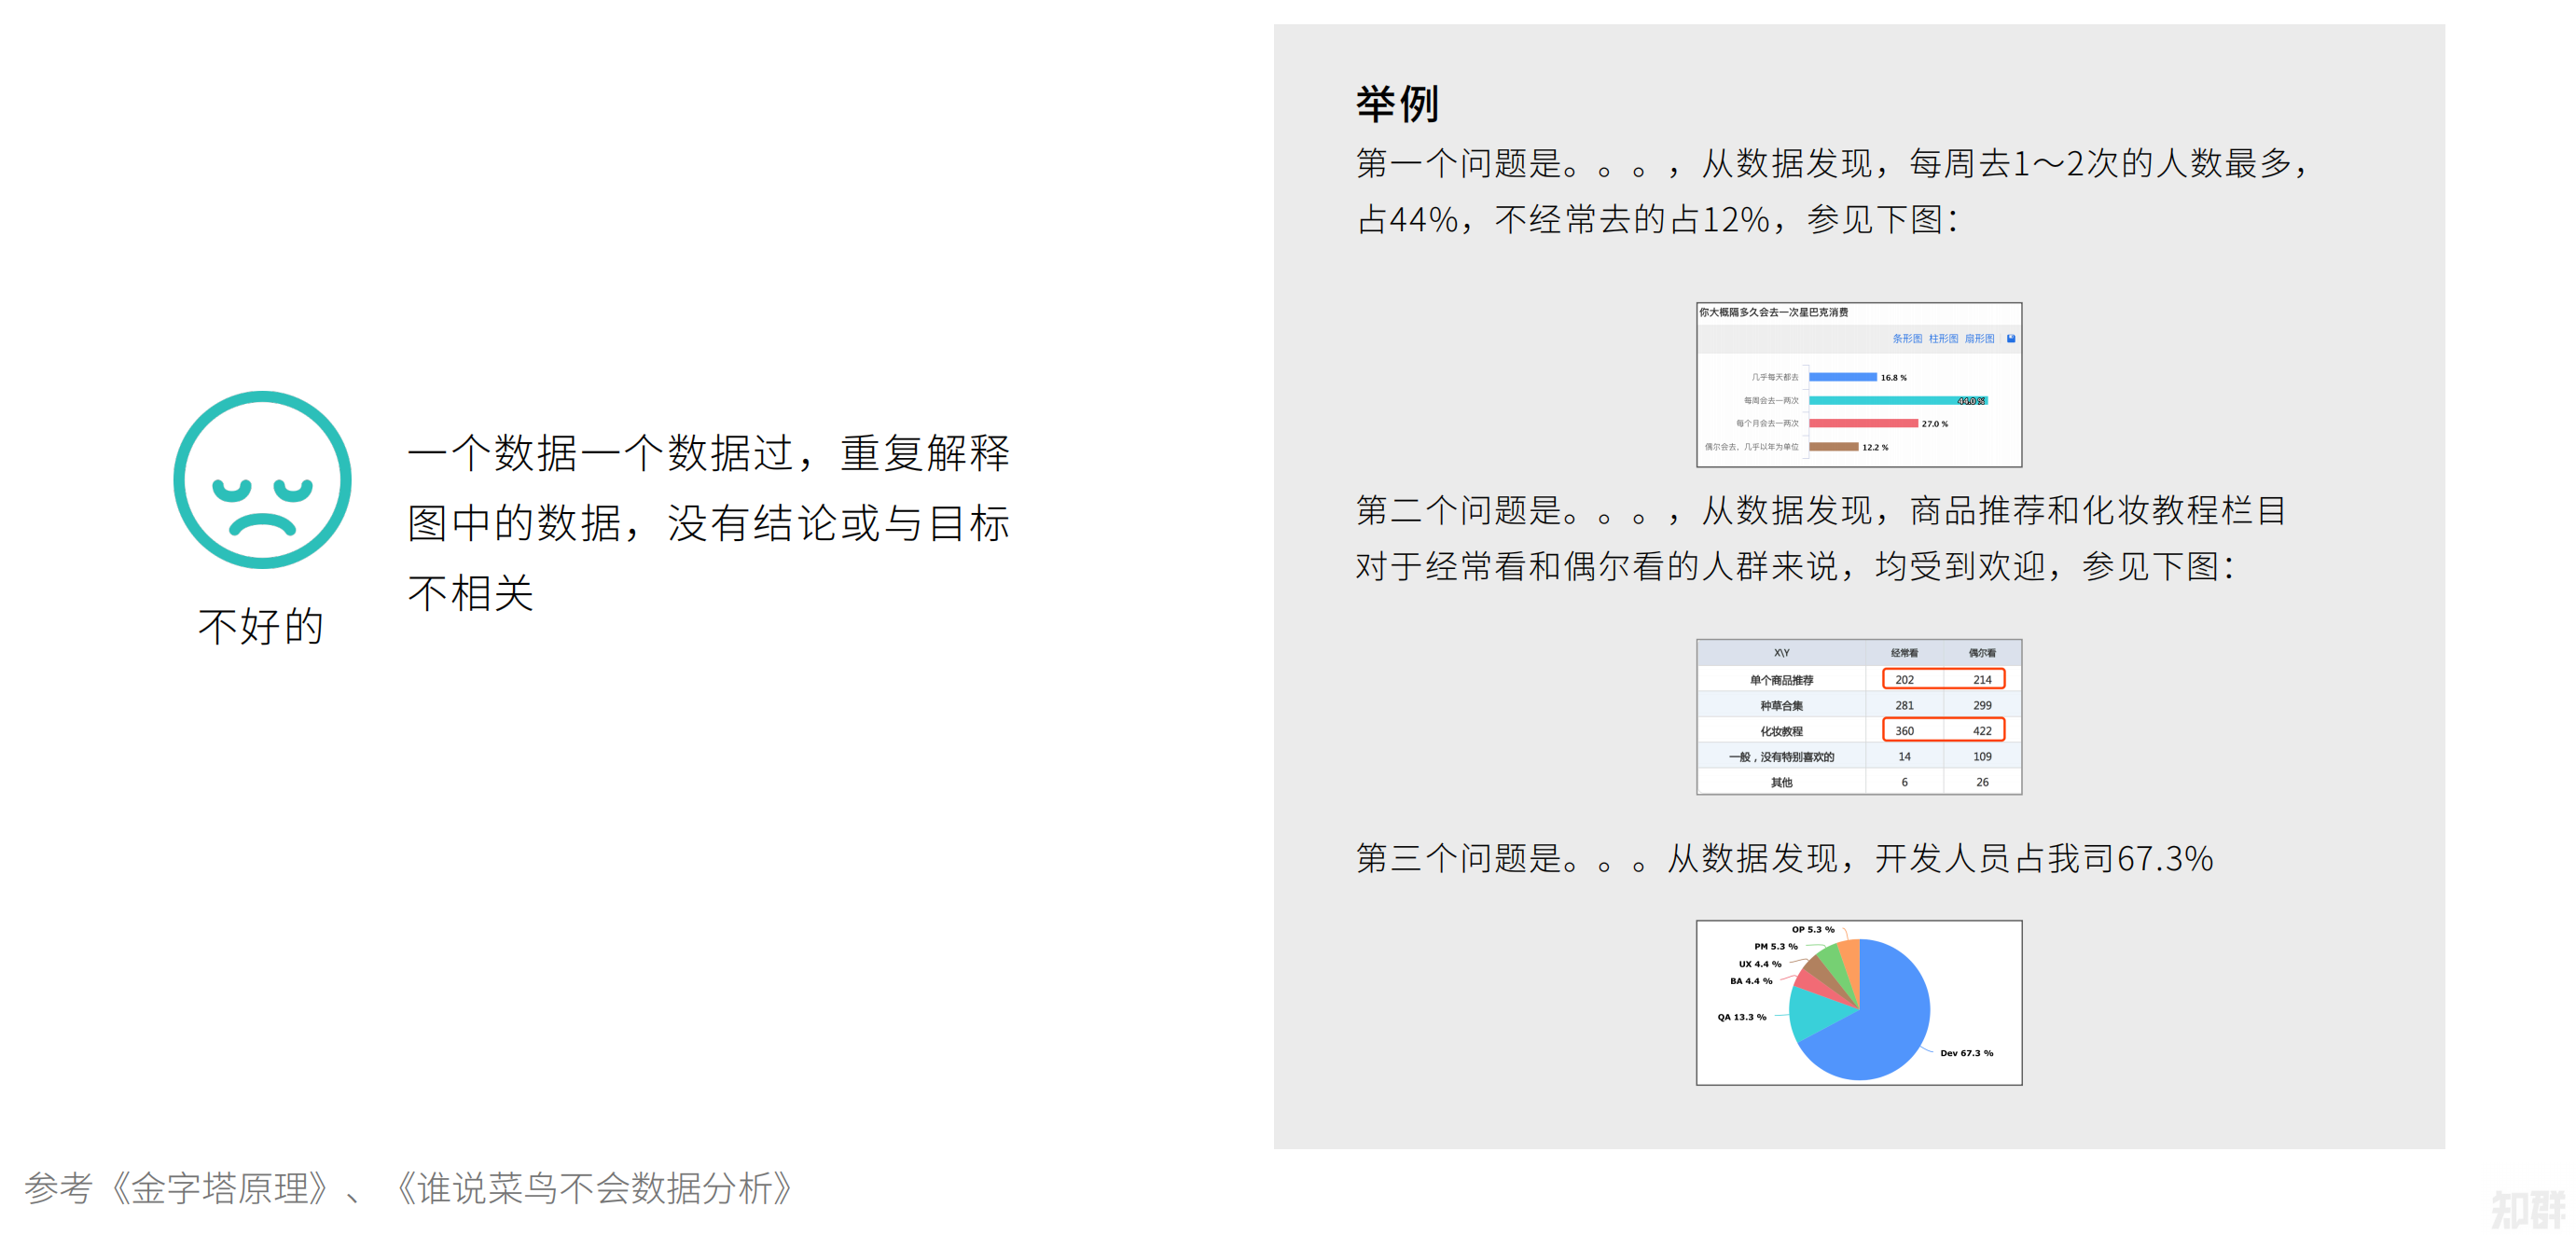 不好的
一个数据一个数据过，重复解释
图中的数据，没有结论或与目标
不相关
举例
第一个问题是。。。，从数据发现，每周去1～2次的人数最多，
占44%，不经常去的占12%，参见下图：
你大概隔多久会去一次星巴克消费
条形图 柱形图 扇形图
几乎每天都去 16.8 %
每周会去一两次 44.0 %
每个月会去一两次 27.0 %
偶尔会去，几乎以年为单位 12.2 %
第二个问题是。。。，从数据发现，商品推荐和化妆教程栏目
对于经常看和偶尔看的人群来说，均受到欢迎，参见下图：
X\Y 经常看 偶尔看
单个商品推荐 202 214
种草合集 281 299
化妆教程 360 422
一般，没有特别喜欢的 14 109
其他 6 26
第三个问题是。。。从数据发现，开发人员占我司67.3%
OP 5.3 %
PM 5.3 %
UX 4.4 %
BA 4.4 %
QA 13.3 %
Dev 67.3 %
参考《金字塔原理》、《谁说菜鸟不会数据分析》
知群